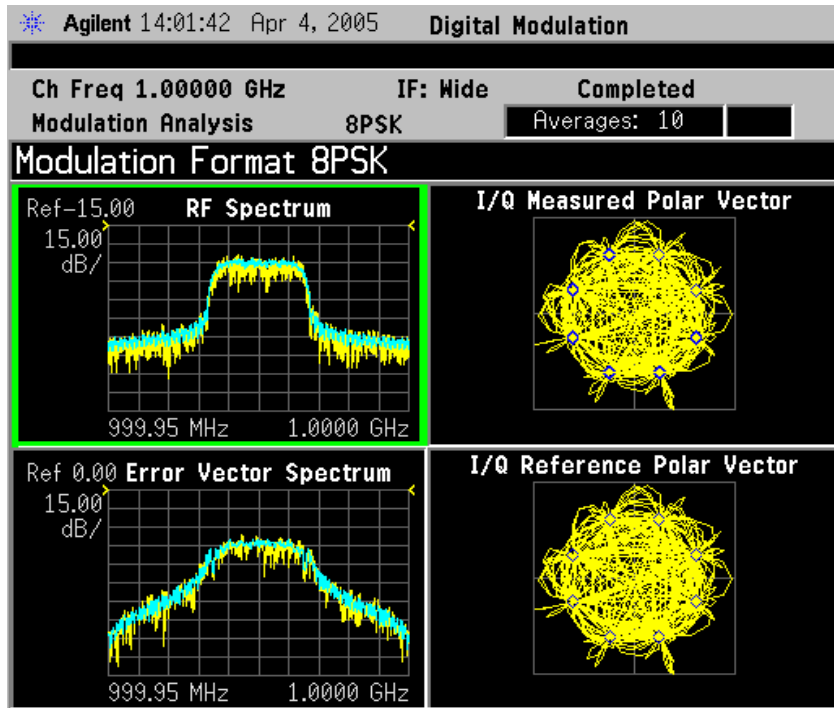 Agilent 14:01:42 Apr 4, 2005 Digital Modulation
Ch Freq 1.00000 GHz IF: Wide Completed
Modulation Analysis 8PSK Averages: 10
Modulation Format 8PSK
Ref-15.00 RF Spectrum
15.00
dB/
999.95 MHz 1.0000 GHz
I/Q Measured Polar Vector
Ref 0.00 Error Vector Spectrum
15.00
dB/
999.95 MHz 1.0000 GHz
I/Q Reference Polar Vector